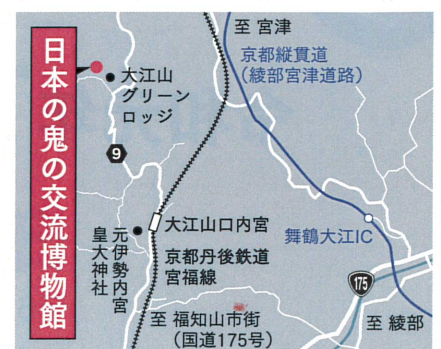 日本の鬼の交流博物館
至 宮津
京都縦貫道
(綾部宮津道路)
大江山
グリーン
ロッジ
9
大江山口内宮
元伊勢内宮
皇大神社
京都丹後鉄道
宮福線
舞鶴大江IC
175
至 福知山市街
(国道175号)
至 綾部